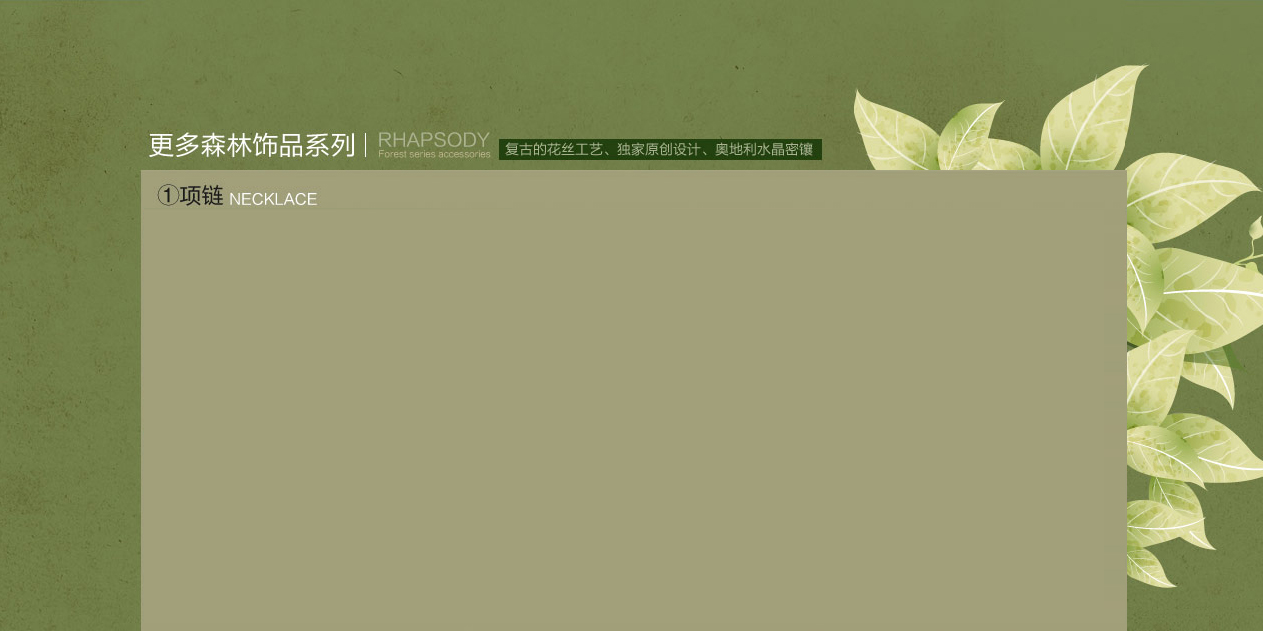 更多森林饰品系列
RHAPSODY
Forest series accessories
复古的花丝工艺、独家原创设计、奥地利水晶密镶
①项链 NECKLACE